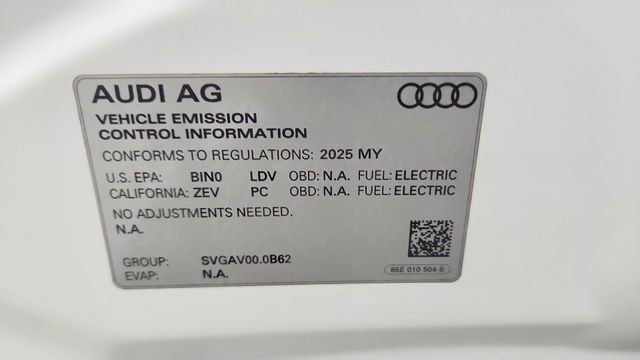 AUDI AG
VEHICLE EMISSION
CONTROL INFORMATION
CONFORMS TO REGULATIONS: 2025 MY
U.S. EPA: BIN0 LDV OBD: N.A. FUEL: ELECTRIC
CALIFORNIA: ZEV PC OBD: N.A. FUEL: ELECTRIC
NO ADJUSTMENTS NEEDED.
N.A.
GROUP: SVGAV00.0B62
EVAP: N.A.
85E 010 504 B